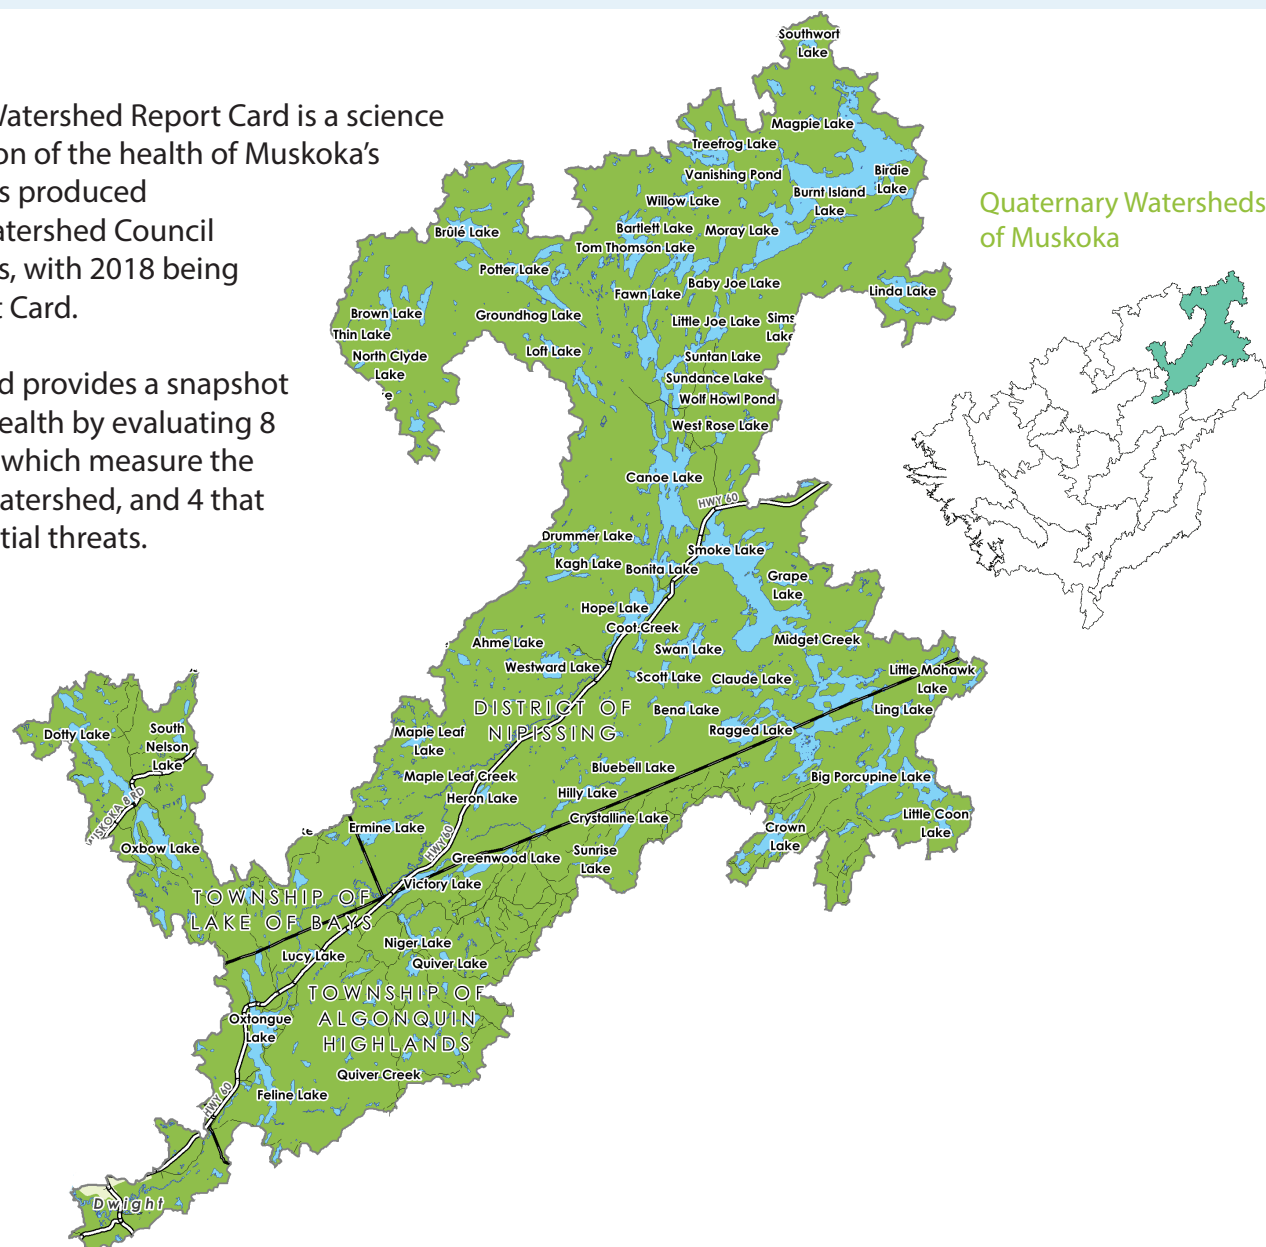 Watershed Report Card is a science
on of the health of Muskoka's
s produced
atershed Council
s, with 2018 being
t Card.
d provides a snapshot
ealth by evaluating 8
which measure the
atershed, and 4 that
tial threats.
Quaternary Watersheds
of Muskoka
Southwort
Lake
Magpie Lake
Treefrog Lake
Birdie
Lake
Vanishing Pond
Burnt Island
Lake
Willow Lake
Brûlé Lake
Bartlett Lake
Moray Lake
Tom Thomson Lake
Potter Lake
Baby Joe Lake
Fawn Lake
Linda Lake
Brown Lake
Groundhog Lake
Little Joe Lake
Sims
Lake
Thin Lake
North Clyde
Lake
ke
Loft Lake
Suntan Lake
Sundance Lake
Wolf Howl Pond
West Rose Lake
Canoe Lake
HWY 60
Drummer Lake
Smoke Lake
Kagh Lake
Bonita Lake
Grape
Lake
Hope Lake
Coot Creek
Ahme Lake
Swan Lake
Midget Creek
Westward Lake
Scott Lake
Claude Lake
Little Mohawk
Lake
DISTRICT OF
NIPISSING
Bena Lake
Ling Lake
Ragged Lake
Dotty Lake
South
Nelson
Lake
Maple Leaf
Lake
Bluebell Lake
Maple Leaf Creek
Big Porcupine Lake
Heron Lake
Hilly Lake
MUSKOKA 8 RD
Crystalline Lake
Little Coon
Lake
ke
Ermine Lake
Crown
Lake
HWY 60
Oxbow Lake
Greenwood Lake
Sunrise
Lake
Victory Lake
TOWNSHIP OF
LAKE OF BAYS
Niger Lake
Lucy Lake
Quiver Lake
TOWNSHIP OF
ALGONQUIN
HIGHLANDS
Oxtongue
Lake
Quiver Creek
Feline Lake
HWY 60
Dwight